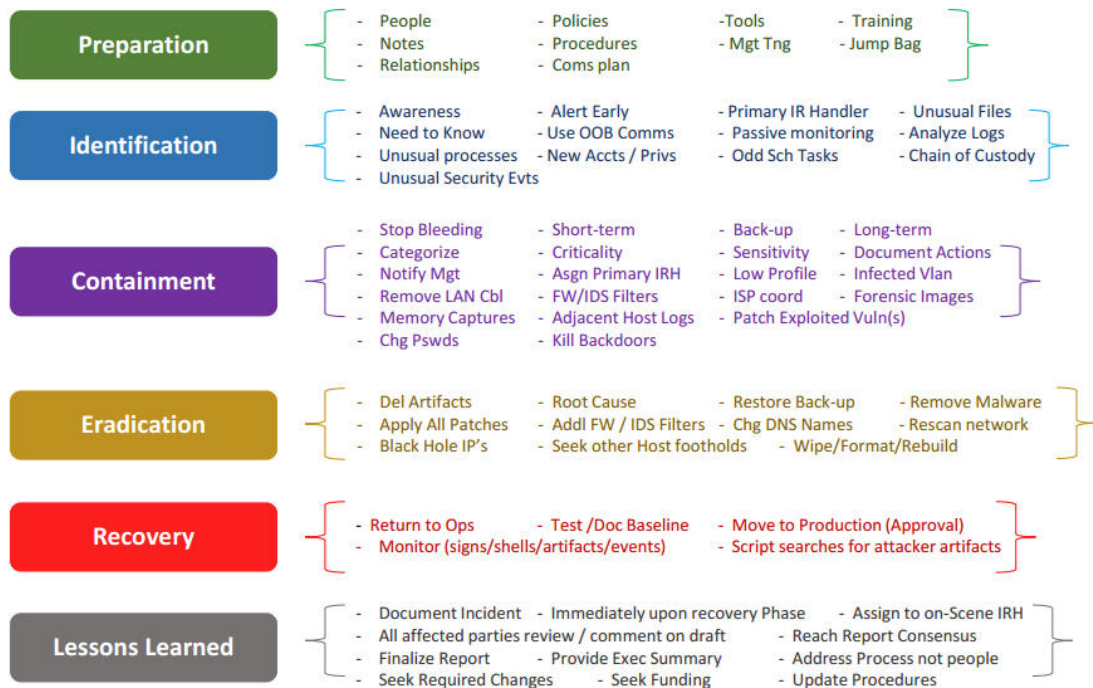 Preparation
- People - Policies -Tools - Training
- Notes - Procedures - Mgt Tng - Jump Bag
- Relationships - Coms plan
Identification
- Awareness - Alert Early - Primary IR Handler - Unusual Files
- Need to Know - Use OOB Comms - Passive monitoring - Analyze Logs
- Unusual processes - New Accts / Privs - Odd Sch Tasks - Chain of Custody
- Unusual Security Evts
Containment
- Stop Bleeding - Short-term - Back-up - Long-term
- Categorize - Criticality - Sensitivity - Document Actions
- Notify Mgt - Asgn Primary IRH - Low Profile - Infected Vlan
- Remove LAN Cbl - FW/IDS Filters - ISP coord - Forensic Images
- Memory Captures - Adjacent Host Logs - Patch Exploited Vuln(s)
- Chg Pswds - Kill Backdoors
Eradication
- Del Artifacts - Root Cause - Restore Back-up - Remove Malware
- Apply All Patches - Addl FW / IDS Filters - Chg DNS Names - Rescan network
- Black Hole IP's - Seek other Host footholds - Wipe/Format/Rebuild
Recovery
- Return to Ops - Test /Doc Baseline - Move to Production (Approval)
- Monitor (signs/shells/artifacts/events) - Script searches for attacker artifacts
Lessons Learned
- Document Incident - Immediately upon recovery Phase - Assign to on-Scene IRH
- All affected parties review / comment on draft - Reach Report Consensus
- Finalize Report - Provide Exec Summary - Address Process not people
- Seek Required Changes - Seek Funding - Update Procedures